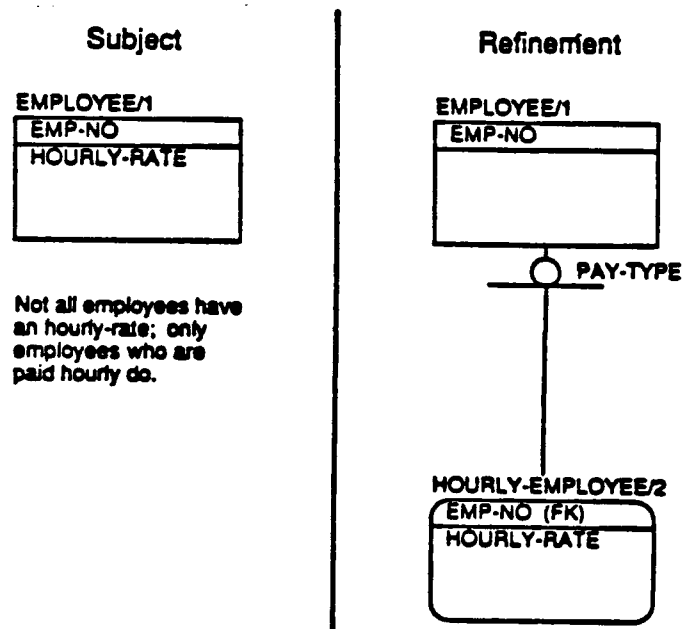 Subject
EMPLOYEE/1
EMP-NO
HOURLY-RATE
Not all employees have
an hourly-rate; only
employees who are
paid hourly do.
Refinement
EMPLOYEE/1
EMP-NO
PAY-TYPE
HOURLY-EMPLOYEE/2
EMP-NO (FK)
HOURLY-RATE